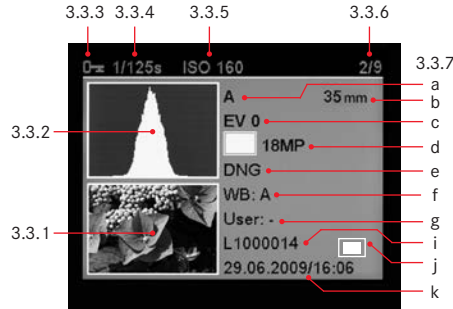 3.3.3 3.3.4 3.3.5 3.3.6
1/125s ISO 160 2/9
3.3.7
A 35 mm a
b
EV 0 c
3.3.2
18MP d
DNG e
WB: A f
User: - g
3.3.1
L1000014 i
j
29.06.2009/16:06
k